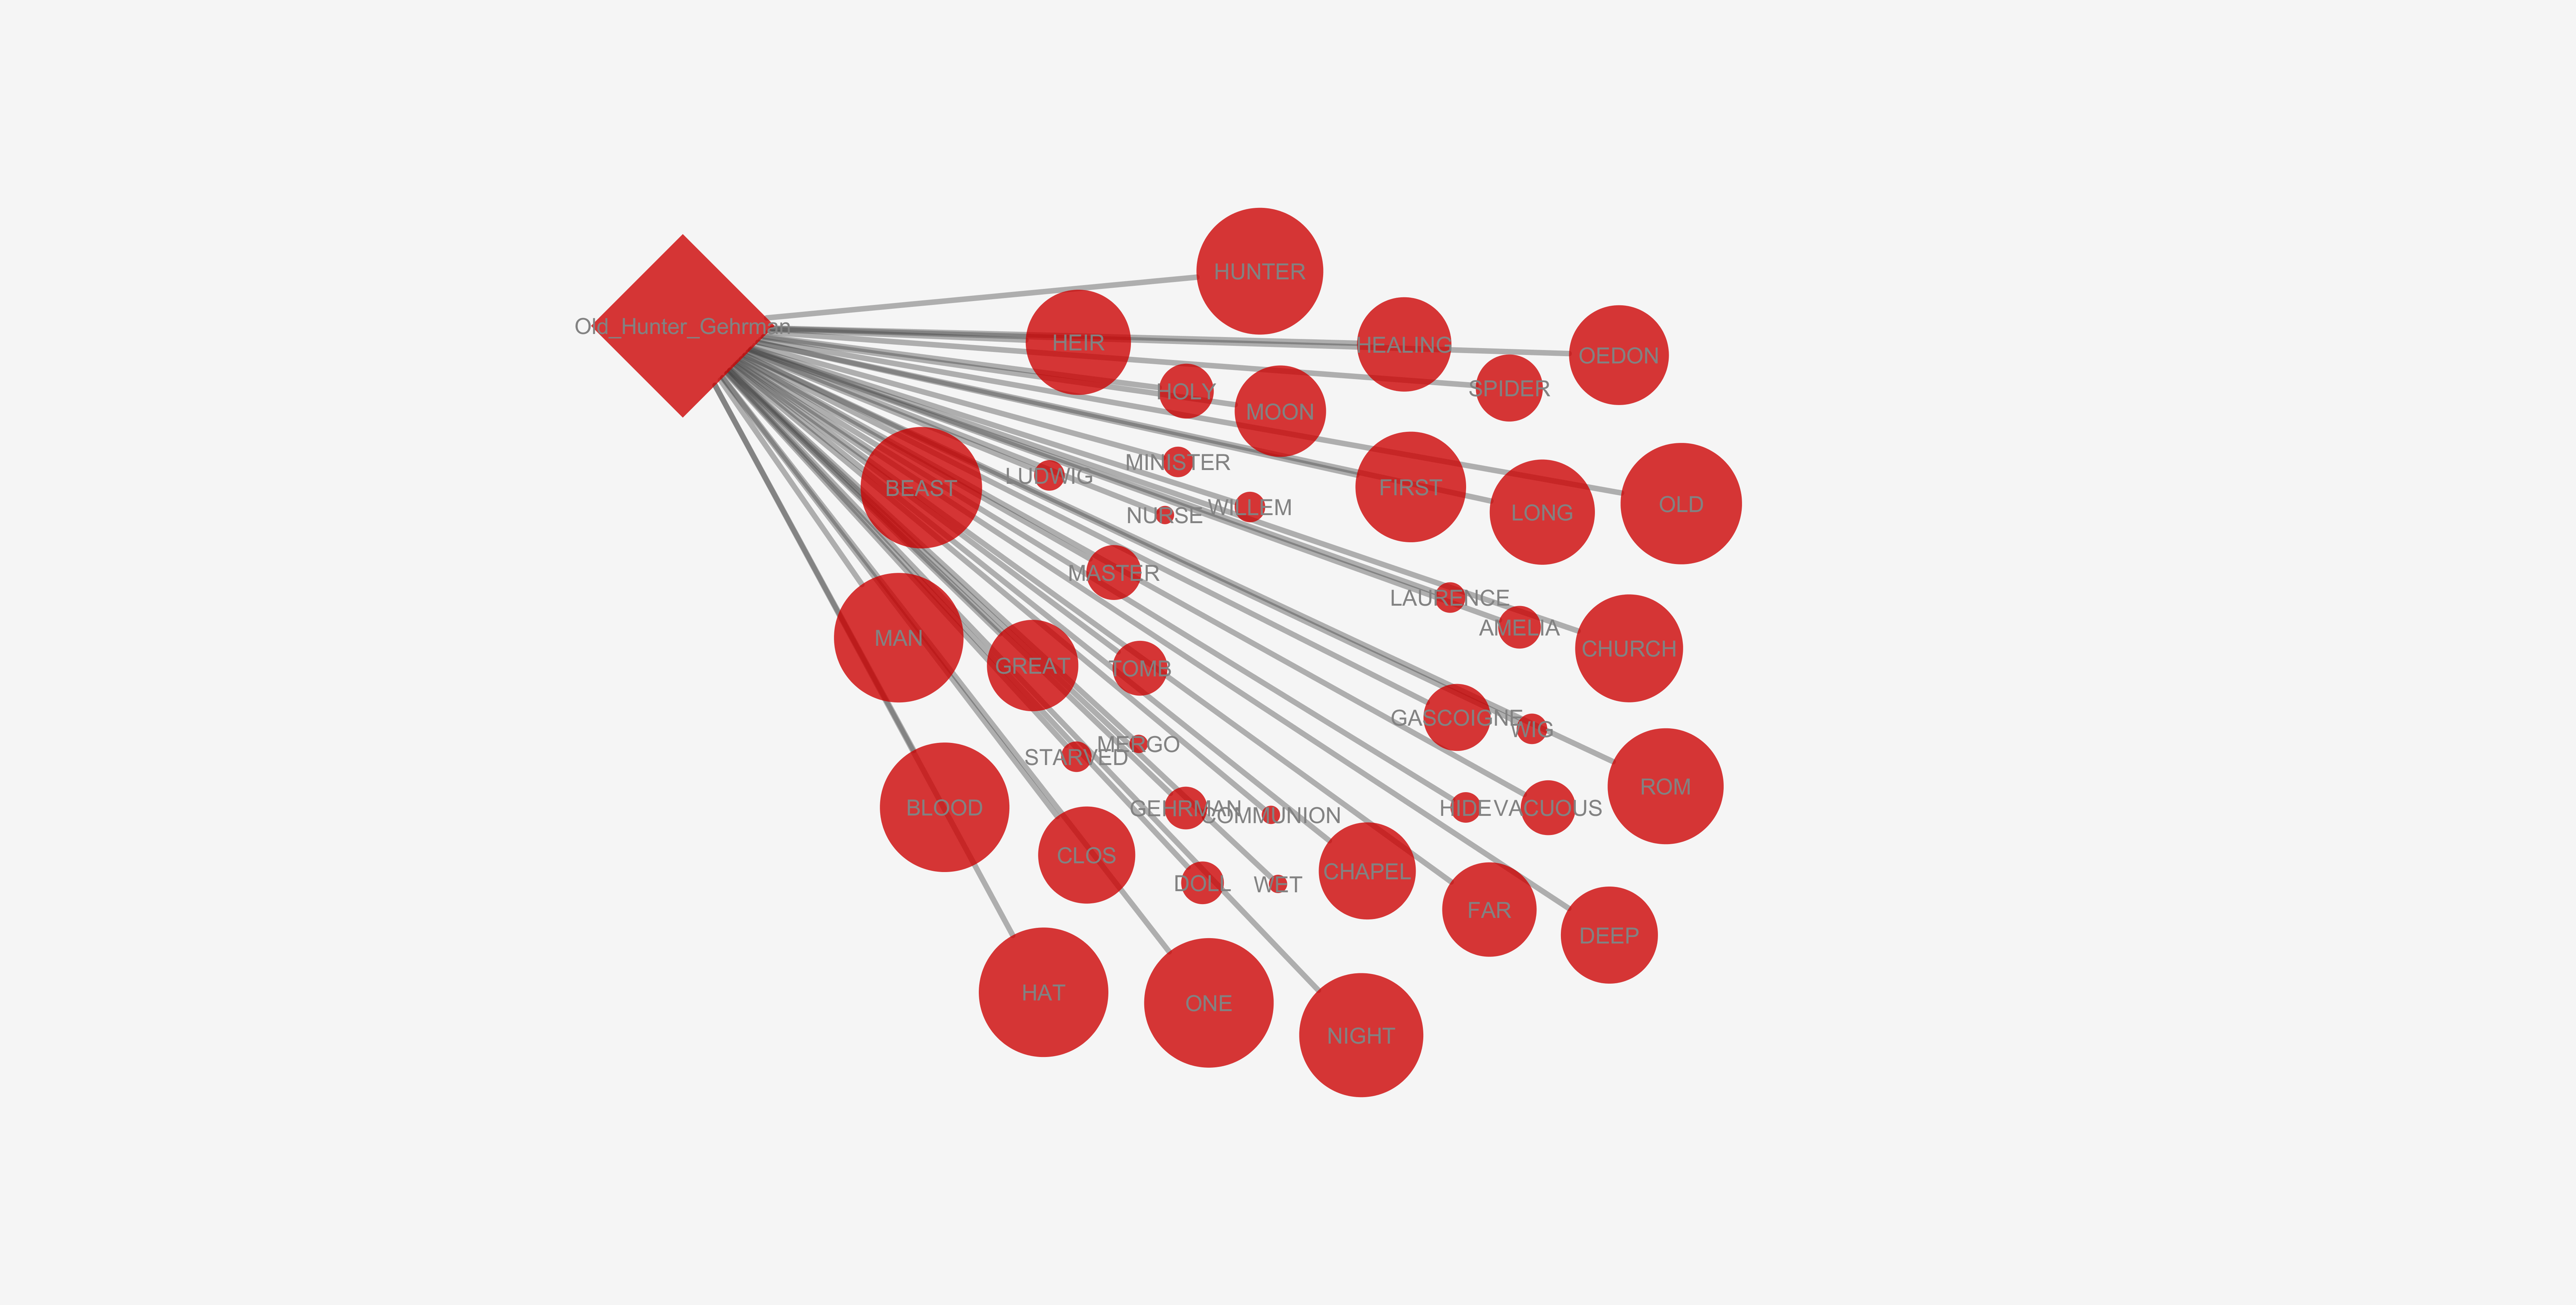 HUNTER
Old_Hunter_Gehrman
HEIR
HEALING
OEDON
SPIDER
HOLY
MOON
MINISTER
LUDWIG
BEAST
FIRST
OLD
WILLEM
LONG
NURSE
MASTER
LAURENCE
AMELIA
MAN
CHURCH
GREAT
TOMB
GASCOIGNE
WIG
MERGO
STARVED
ROM
BLOOD
GEHRMAN
HIDE
VACUOUS
COMMUNION
CLOS
CHAPEL
DOLL
WET
FAR
DEEP
HAT
ONE
NIGHT